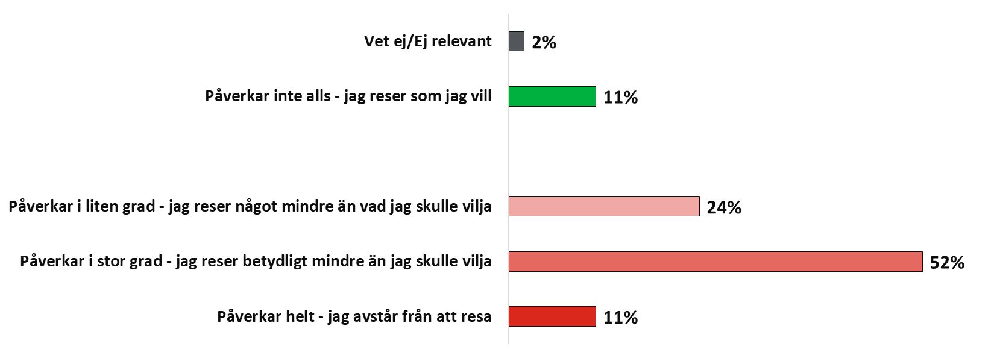 Vet ej/Ej relevant 2%
Påverkar inte alls - jag reser som jag vill 11%
Påverkar i liten grad - jag reser något mindre än vad jag skulle vilja 24%
Påverkar i stor grad - jag reser betydligt mindre än jag skulle vilja 52%
Påverkar helt - jag avstår från att resa 11%